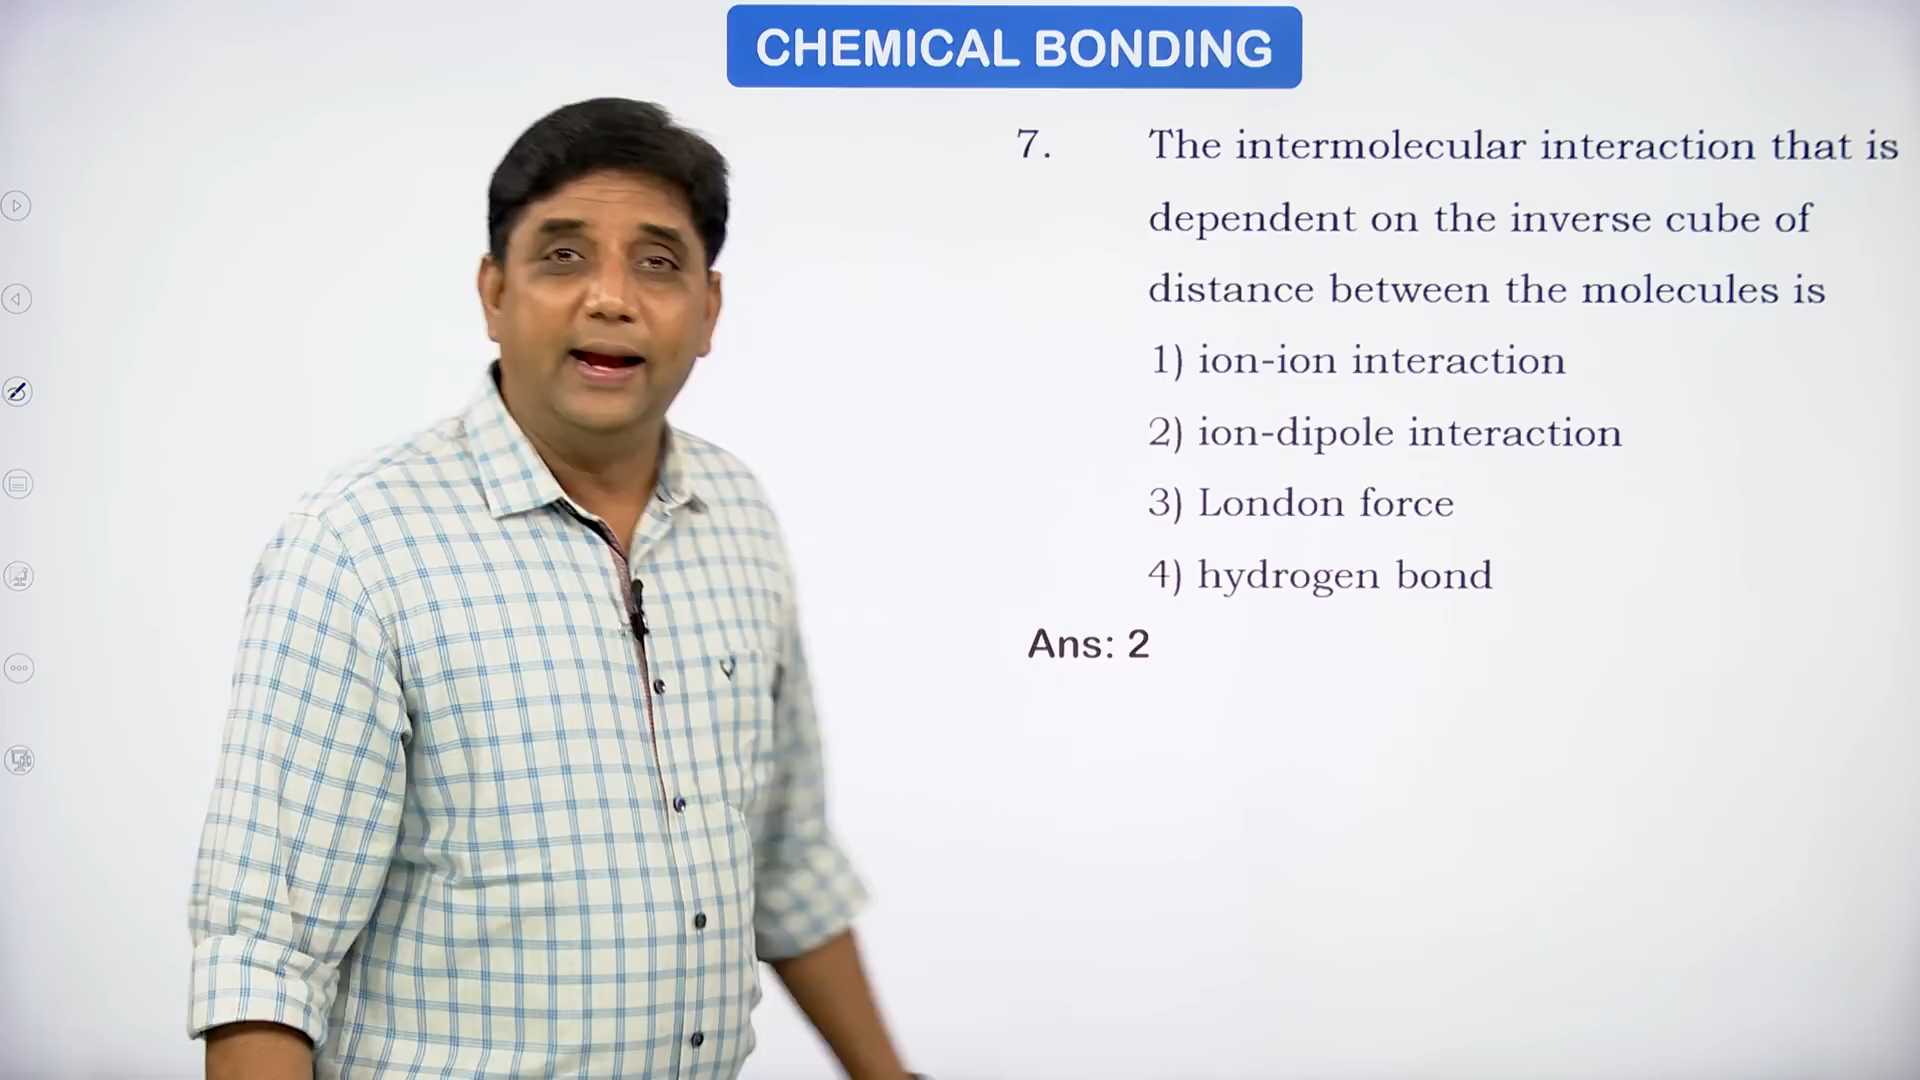 CHEMICAL BONDING
7. The intermolecular interaction that is
dependent on the inverse cube of
distance between the molecules is
1) ion-ion interaction
2) ion-dipole interaction
3) London force
4) hydrogen bond
Ans: 2